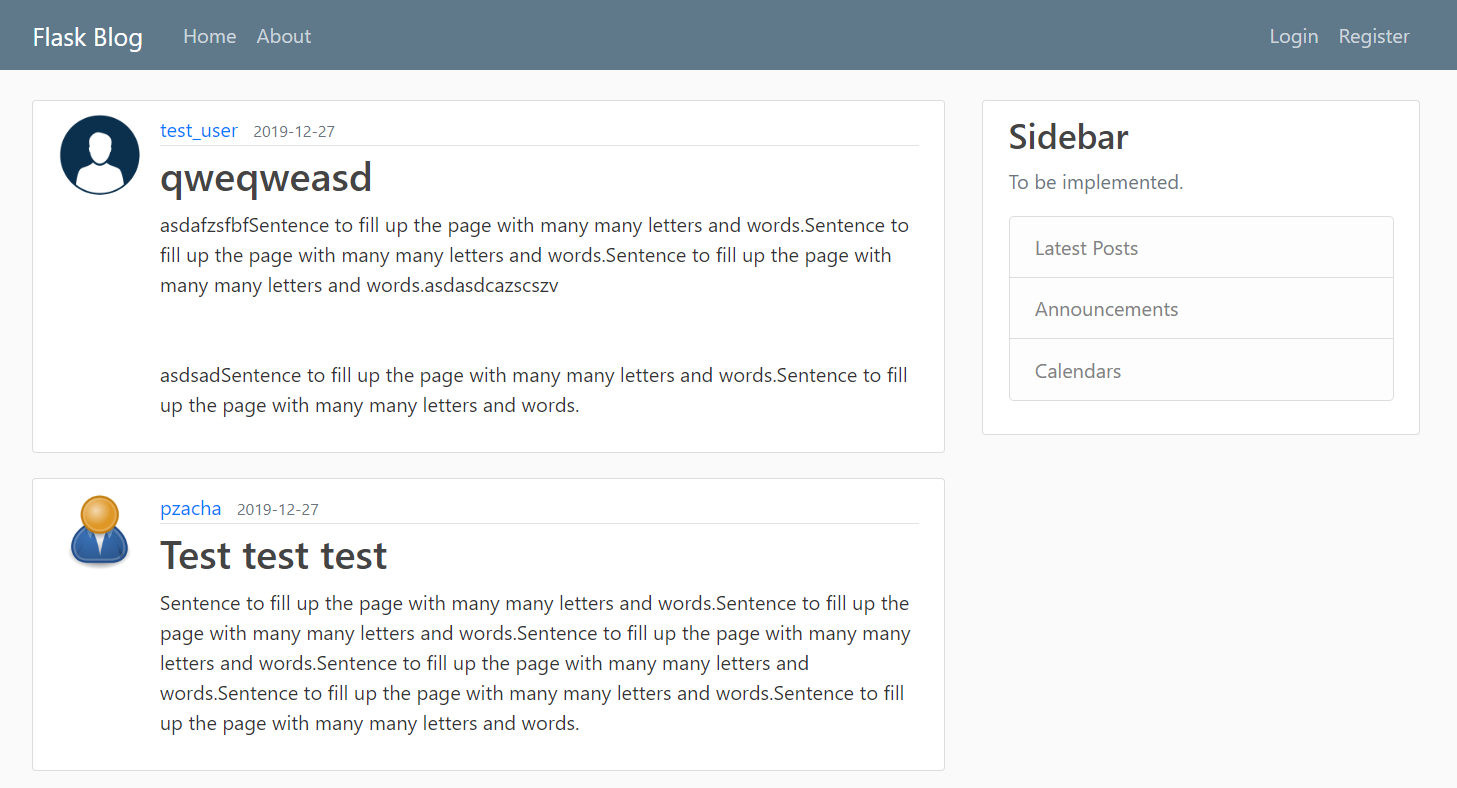 Flask Blog Home About Login Register
test_user 2019-12-27
qweqweasd
asdafzsfbfSentence to fill up the page with many many letters and words.Sentence to
fill up the page with many many letters and words.Sentence to fill up the page with
many many letters and words.asdasdcazscszv
asdsadSentence to fill up the page with many many letters and words.Sentence to fill
up the page with many many letters and words.
pzacha 2019-12-27
Test test test
Sentence to fill up the page with many many letters and words.Sentence to fill up the
page with many many letters and words.Sentence to fill up the page with many many
letters and words.Sentence to fill up the page with many many letters and
words.Sentence to fill up the page with many many letters and words.Sentence to fill
up the page with many many letters and words.
Sidebar
To be implemented.
Latest Posts
Announcements
Calendars